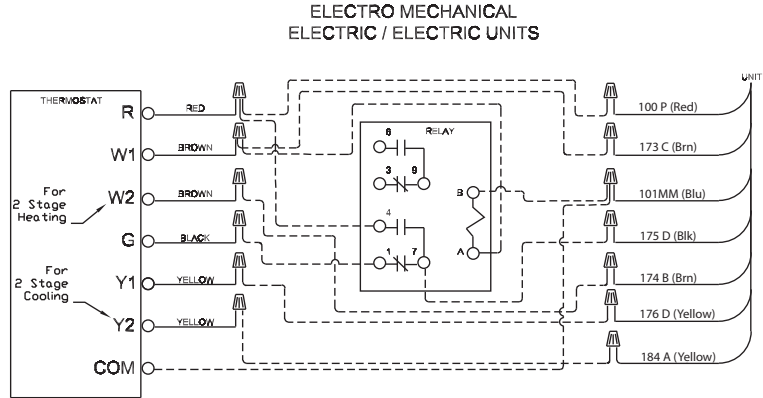 ELECTRO MECHANICAL
ELECTRIC / ELECTRIC UNITS
UNIT
THERMOSTAT
R
RED
100 P (Red)
RELAY
6
W1
BROWN
173 C (Brn)
3
9
For
2 Stage
Heating
W2
BROWN
B
101MM (Blu)
4
G
BLACK
175 D (Blk)
1
7
A
For
2 Stage
Cooling
Y1
YELLOW
174 B (Brn)
176 D (Yellow)
Y2
YELLOW
184 A (Yellow)
COM